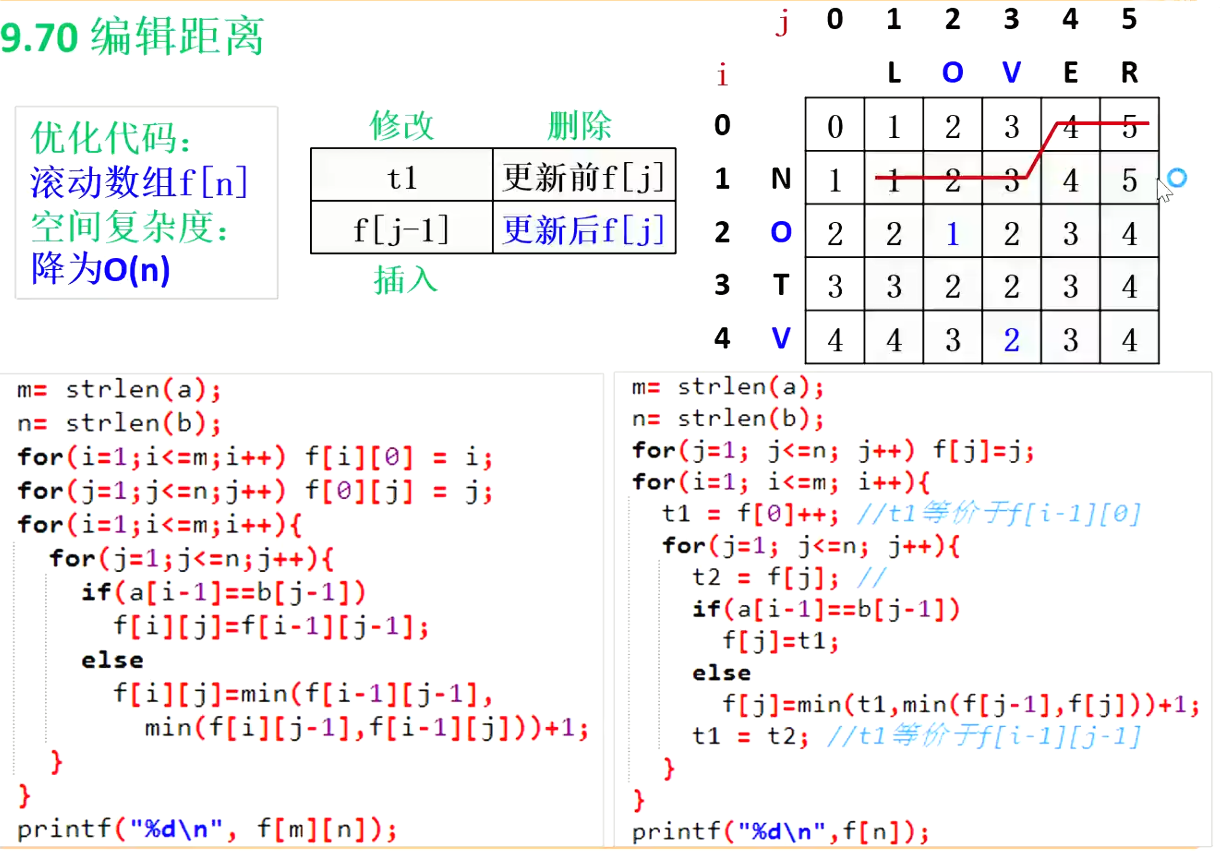 9.70 编辑距离
优化代码：
滚动数组f[n]
空间复杂度：
降为O(n)
修改 删除
t1 更新前f[j]
f[j-1] 更新后f[j]
插入
j 0 1 2 3 4 5
i L O V E R
0 0 1 2 3 4 5
1 N 1 1 2 3 4 5
2 O 2 2 1 2 3 4
3 T 3 3 2 2 3 4
4 V 4 4 3 2 3 4
m= strlen(a);
n= strlen(b);
for(i=1;i<=m;i++) f[i][0] = i;
for(j=1;j<=n;j++) f[0][j] = j;
for(i=1;i<=m;i++){
for(j=1;j<=n;j++){
if(a[i-1]==b[j-1])
f[i][j]=f[i-1][j-1];
else
f[i][j]=min(f[i-1][j-1],
min(f[i][j-1],f[i-1][j]))+1;
}
}
printf("%d\n", f[m][n]);
m= strlen(a);
n= strlen(b);
for(j=1; j<=n; j++) f[j]=j;
for(i=1; i<=m; i++){
t1 = f[0]++; //t1等价于f[i-1][0]
for(j=1; j<=n; j++){
t2 = f[j]; //
if(a[i-1]==b[j-1])
f[j]=t1;
else
f[j]=min(t1,min(f[j-1],f[j]))+1;
t1 = t2; //t1等价于f[i-1][j-1]
}
}
printf("%d\n",f[n]);